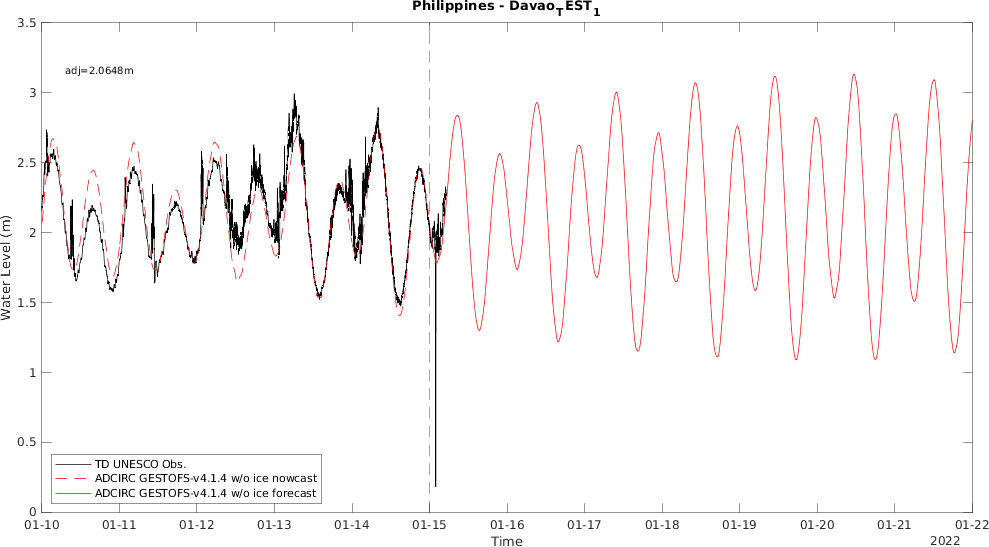 Philippines - DavaoTEST1
adj=2.0648m
3.5
3
2.5
2
1.5
1
0.5
0
Water Level (m)
TD UNESCO Obs.
ADCIRC GESTOFS-v4.1.4 w/o ice nowcast
ADCIRC GESTOFS-v4.1.4 w/o ice forecast
01-10 01-11 01-12 01-13 01-14 01-15 01-16 01-17 01-18 01-19 01-20 01-21 01-22
Time
2022